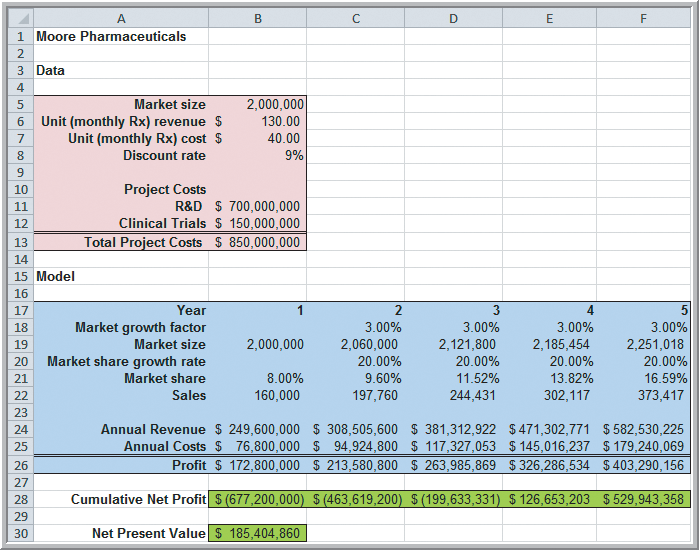 A B C D E F
1 Moore Pharmaceuticals
2
3 Data
4
5 Market size 2,000,000
6 Unit (monthly Rx) revenue $ 130.00
7 Unit (monthly Rx) cost $ 40.00
8 Discount rate 9%
9
10 Project Costs
11 R&D $ 700,000,000
12 Clinical Trials $ 150,000,000
13 Total Project Costs $ 850,000,000
14
15 Model
16
17 Year 1 2 3 4 5
18 Market growth factor 3.00% 3.00% 3.00% 3.00%
19 Market size 2,000,000 2,060,000 2,121,800 2,185,454 2,251,018
20 Market share growth rate 20.00% 20.00% 20.00% 20.00%
21 Market share 8.00% 9.60% 11.52% 13.82% 16.59%
22 Sales 160,000 197,760 244,431 302,117 373,417
23
24 Annual Revenue $ 249,600,000 $ 308,505,600 $ 381,312,922 $ 471,302,771 $ 582,530,225
25 Annual Costs $ 76,800,000 $ 94,924,800 $ 117,327,053 $ 145,016,237 $ 179,240,069
26 Profit $ 172,800,000 $ 213,580,800 $ 263,985,869 $ 326,286,534 $ 403,290,156
27
28 Cumulative Net Profit $ (677,200,000) $ (463,619,200) $ (199,633,331) $ 126,653,203 $ 529,943,358
29
30 Net Present Value $ 185,404,860